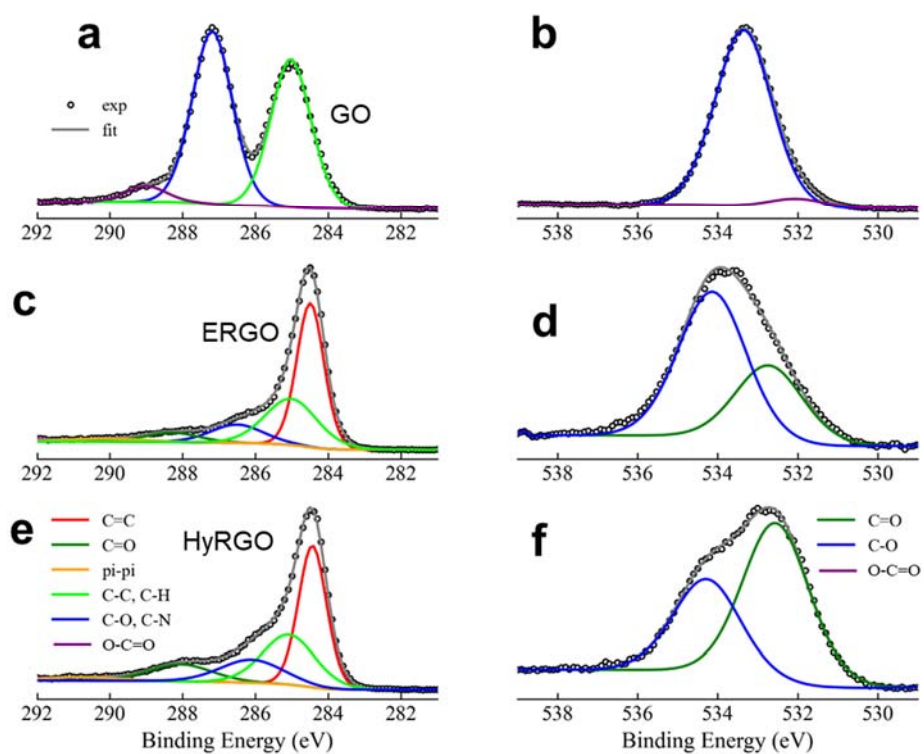 a
exp
fit
GO
292 290 288 286 284 282
b
538 536 534 532 530
c
ERGO
292 290 288 286 284 282
d
538 536 534 532 530
e
C=C
C=O
pi-pi
C-C, C-H
C-O, C-N
O-C=O
HyRGO
292 290 288 286 284 282
Binding Energy (eV)
f
C=O
C-O
O-C=O
538 536 534 532 530
Binding Energy (eV)